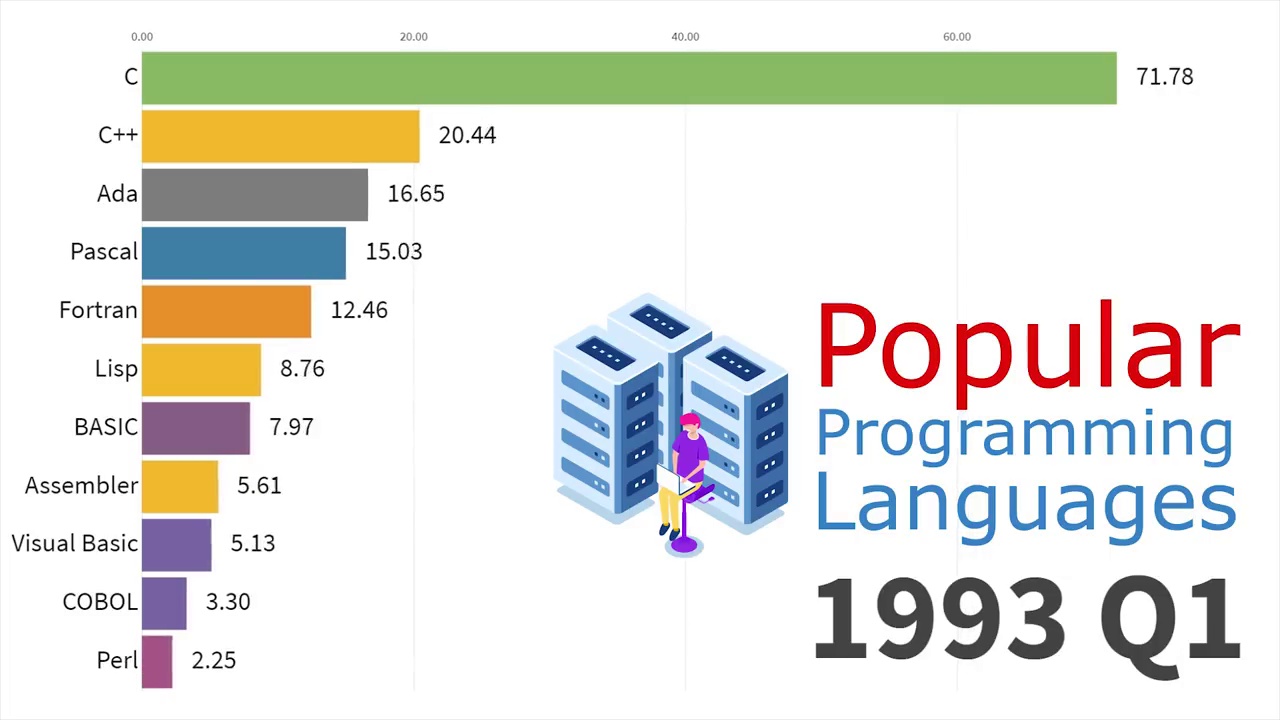 0.00 20.00 40.00 60.00
C 71.78
C++ 20.44
Ada 16.65
Pascal 15.03
Fortran 12.46
Lisp 8.76
BASIC 7.97
Assembler 5.61
Visual Basic 5.13
COBOL 3.30
Perl 2.25
Popular
Programming
Languages
1993 Q1